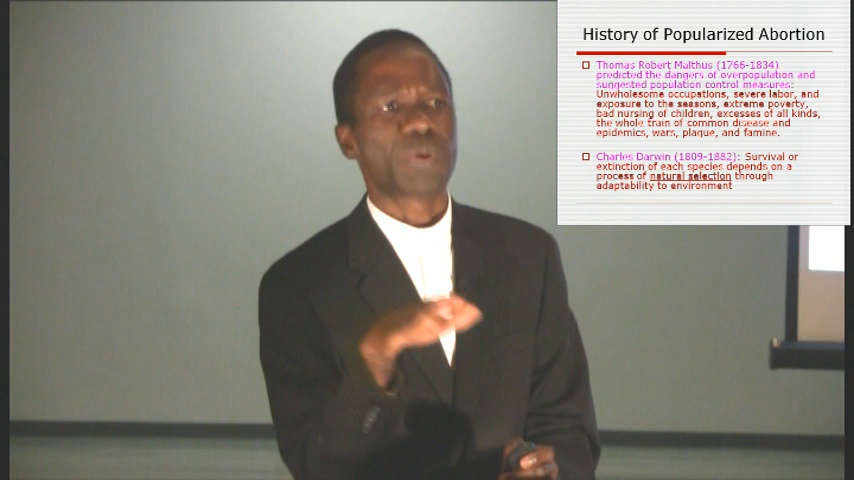 History of Popularized Abortion
Thomas Robert Malthus (1766-1834)
predicted the dangers of overpopulation and
suggested population control measures:
Unwholesome occupations, severe labor, and
exposure to the seasons, extreme poverty,
bad nursing of children, excesses of all kinds,
the whole train of common disease and
epidemics, wars, plague, and famine.
Charles Darwin (1809-1882): Survival or
extinction of each species depends on a
process of natural selection through
adaptability to environment